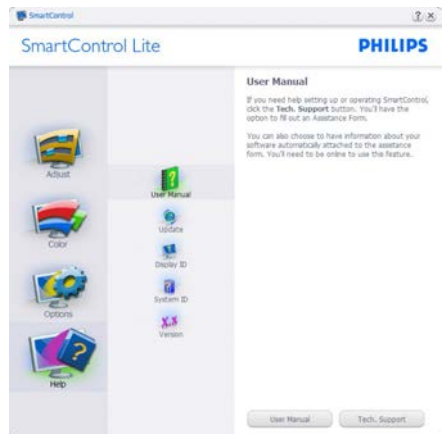 SmartControl
SmartControl Lite
PHILIPS
Adjust
Color
Options
Help
User Manual
Update
Display ID
System ID
Version
User Manual
If you need help setting up or operating SmartControl,
click the Tech. Support button. You'll have the
option to fill out an Assistance Form.
You can also choose to have information about your
software automatically attached to the assistance
form. You'll need to be online to use this feature.
User Manual
Tech. Support